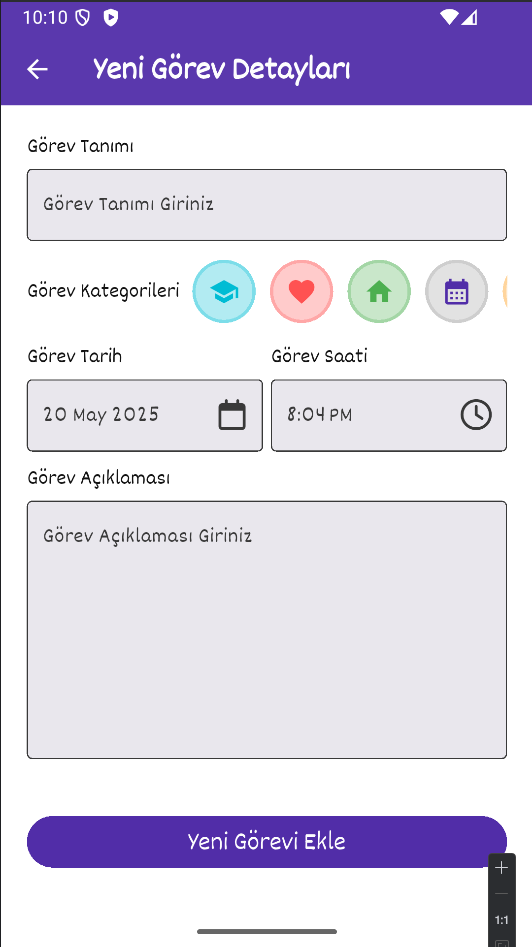 10:10
Yeni Görev Detayları
Görev Tanımı
Görev Tanımı Giriniz
Görev Kategorileri
Görev Tarih
Görev Saati
20 May 2025
8:04 PM
Görev Açıklaması
Görev Açıklaması Giriniz
Yeni Görevi Ekle
1:1